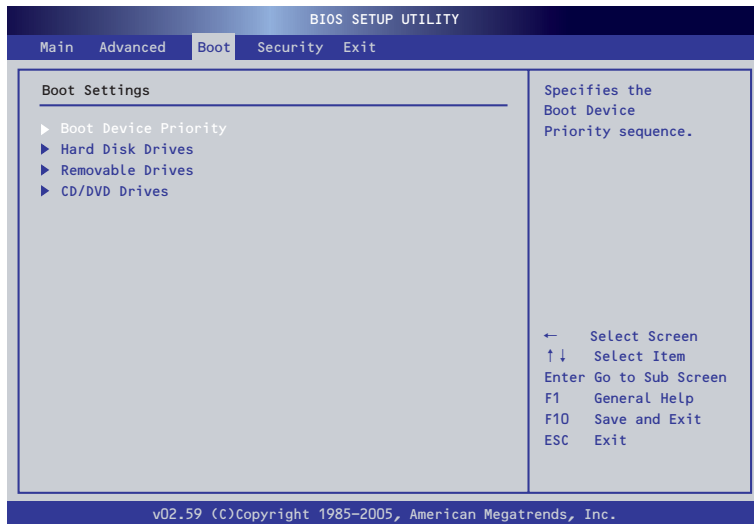 BIOS SETUP UTILITY
Main Advanced Boot Security Exit
Boot Settings
Boot Device Priority
Hard Disk Drives
Removable Drives
CD/DVD Drives
Specifies the
Boot Device
Priority sequence.
← Select Screen
↑↓ Select Item
Enter Go to Sub Screen
F1 General Help
F10 Save and Exit
ESC Exit
v02.59 (C)Copyright 1985-2005, American Megatrends, Inc.